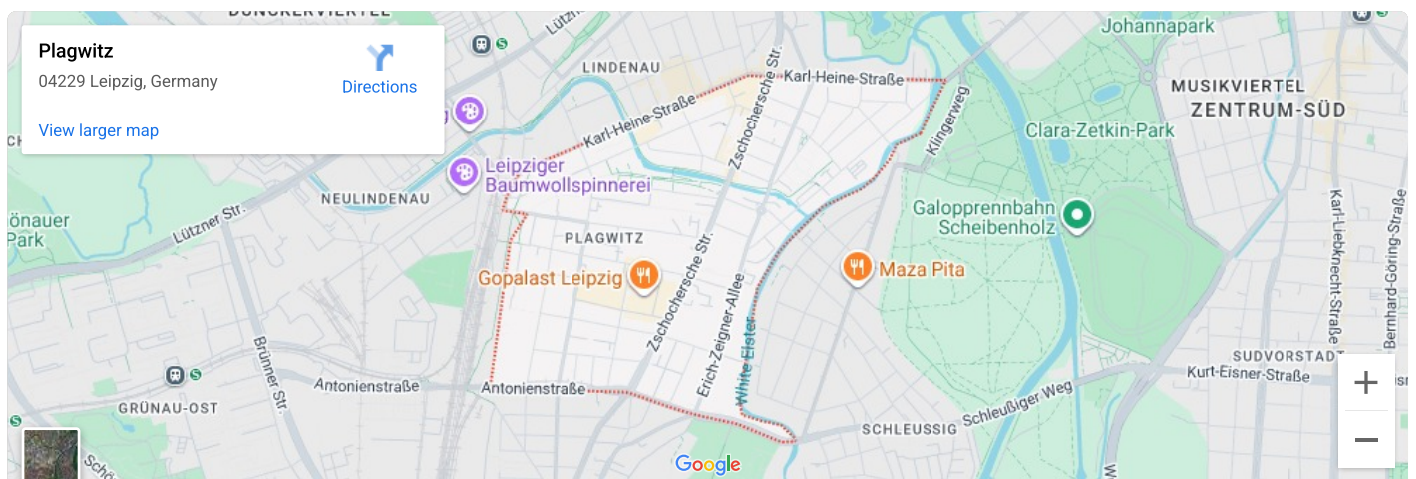 DUNCKERVIERTEL
Plagwitz
04229 Leipzig, Germany
Directions
View larger map
Lützner
S
LINDENAU
Karl-Heine-Straße
Karl-Heine-Straße
Zschochersche Str.
Johannapark
S
MUSIKVIERTEL
ZENTRUM-SÜD
Clara-Zetkin-Park
Klingerweg
Leipziger
Baumwollspinnerei
NEULINDENAU
Lützner Str.
önauer
Park
PLAGWITZ
Gopalast Leipzig
Zschochersche Str.
Erich-Zeigner-Allee
White Elster
Maza Pita
Galopprennbahn
Scheibenholz
Karl-Liebknecht-Straße
Bernhard-Göring-Straße
SÜDVORSTADT
Kurt-Eisner-Straße
Brünner Str.
S
Antonienstraße
Antonienstraße
GRÜNAU-OST
S
SCHLEUSSIG
Schleußiger Weg
Schö
Google
W
+
−